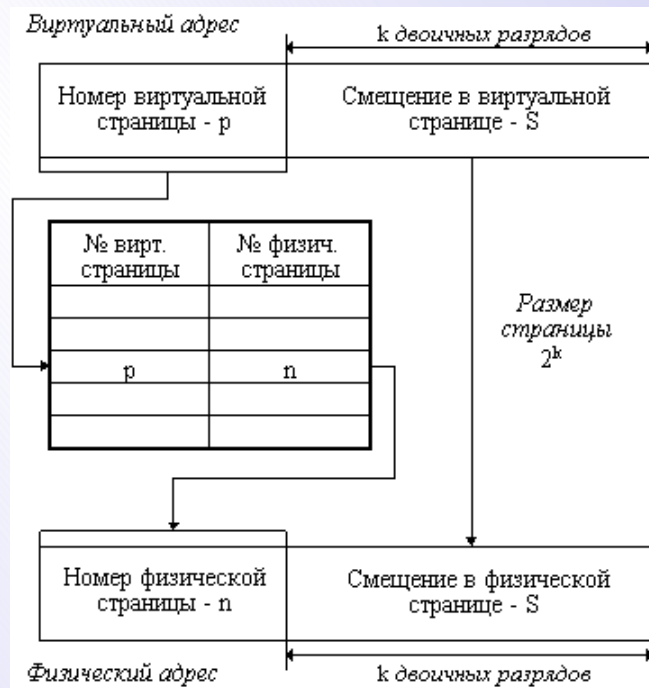 Виртуальный адрес
k двоичных разрядов
Номер виртуальной
страницы - p
Смещение в виртуальной
странице - S
№ вирт.
страницы
№ физич.
страницы
Размер
страницы
2^k
p
n
Номер физической
страницы - n
Смещение в физической
странице - S
Физический адрес
k двоичных разрядов